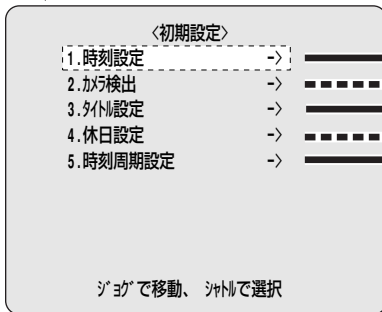 〈初期設定〉
1.時刻設定 -〉
2.ｶﾒﾗ検出 -〉
3.ﾀｲﾄﾙ設定 -〉
4.休日設定 -〉
5.時刻周期設定 -〉
ｼﾞｮｸﾞで移動、 ｼｬﾄﾙで選択